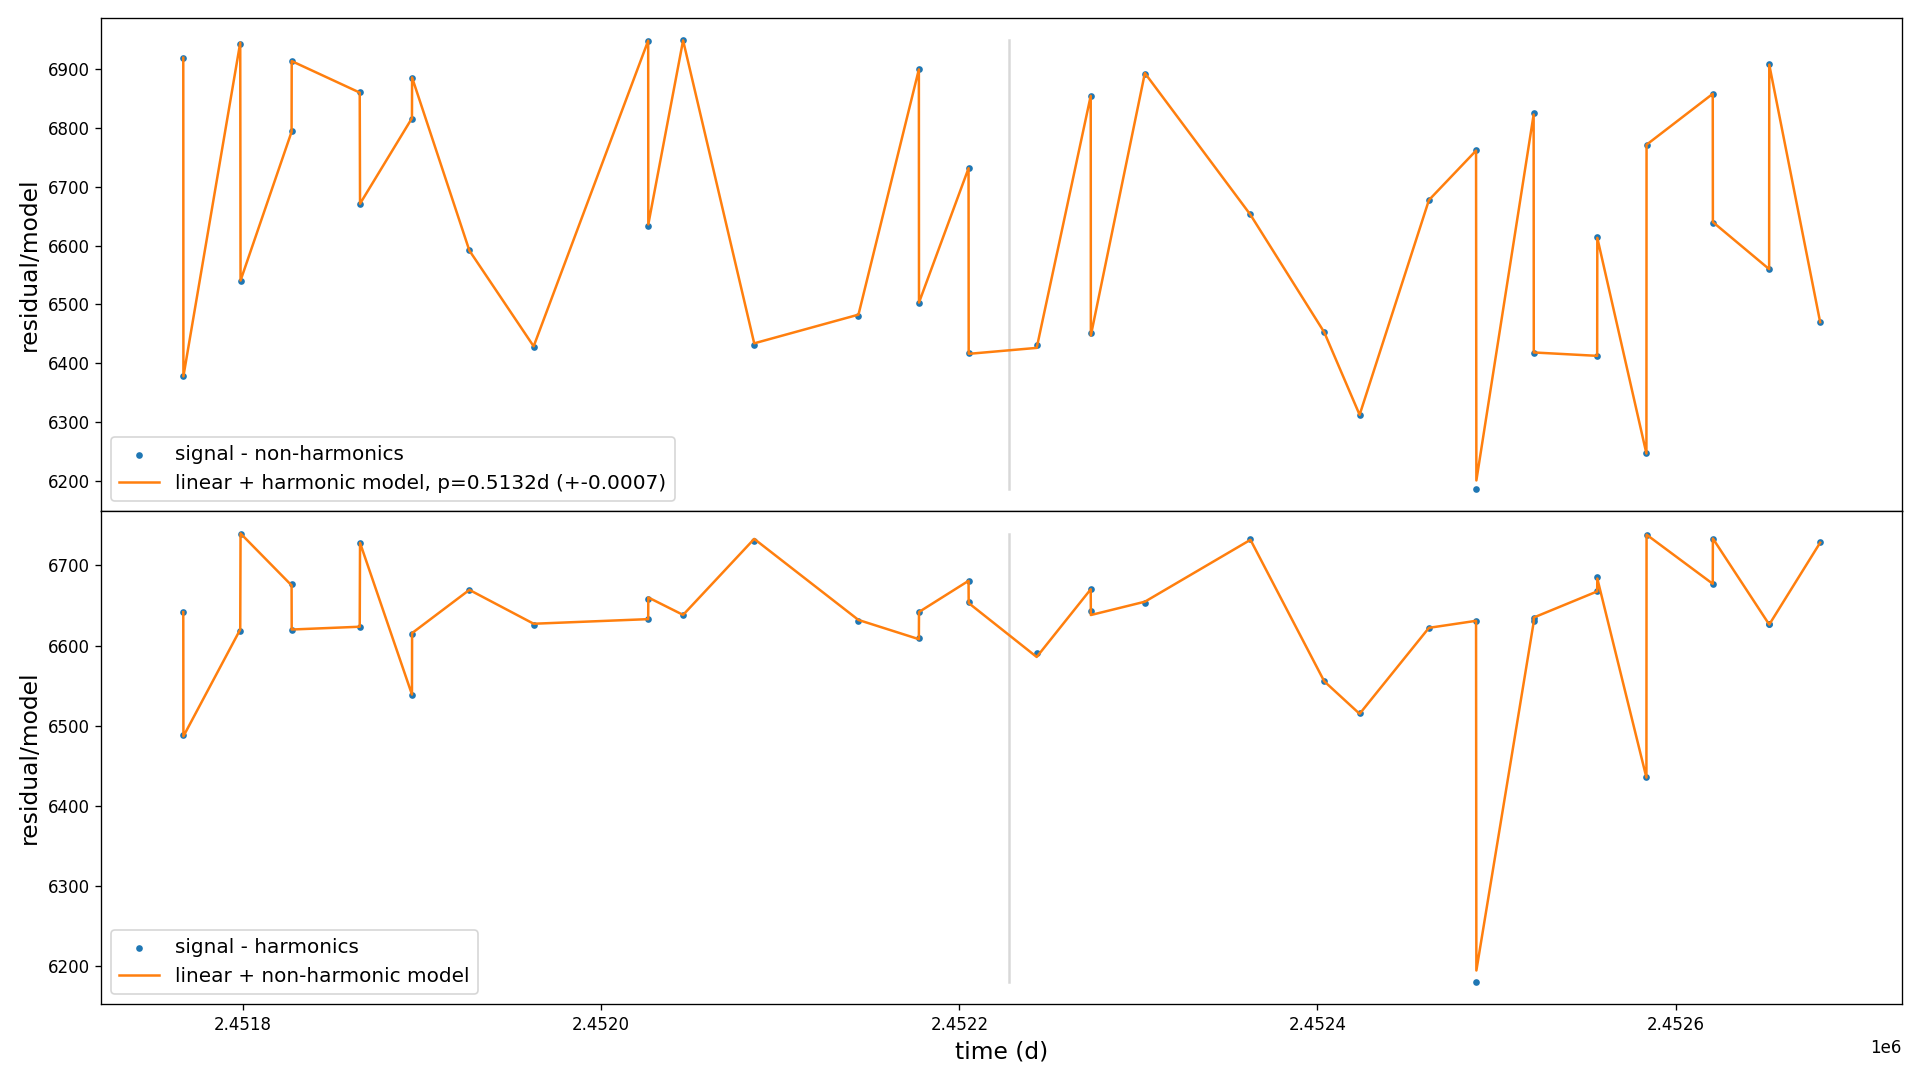 residual/model
6900
6800
6700
6600
6500
6400
6300
6200
signal - non-harmonics
linear + harmonic model, p=0.5132d (+-0.0007)
residual/model
6700
6600
6500
6400
6300
6200
signal - harmonics
linear + non-harmonic model
2.4518 2.4520 2.4522 2.4524 2.4526
time (d)
1e6